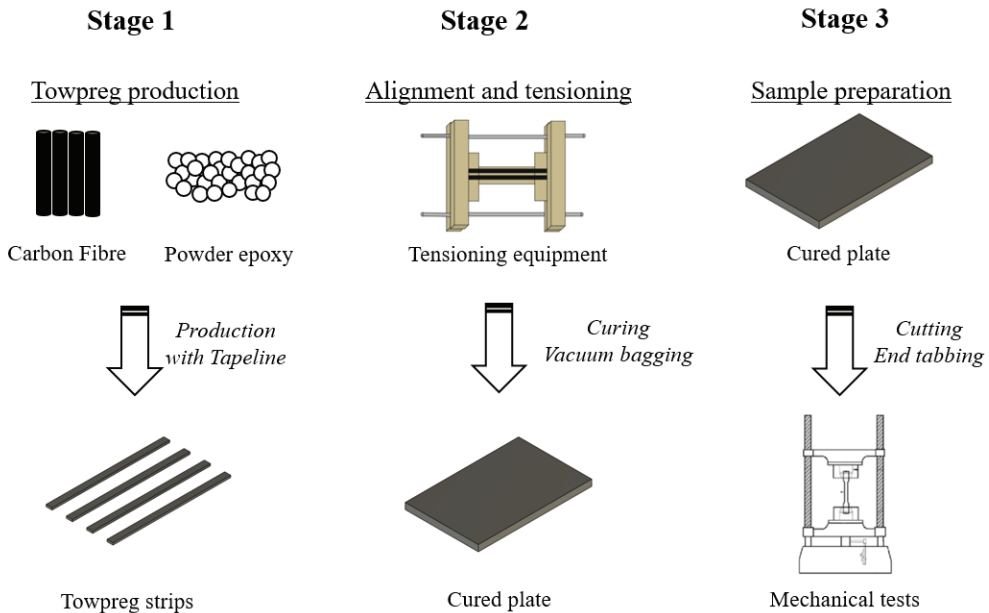 Stage 1
Stage 2
Stage 3
Towpreg production
Alignment and tensioning
Sample preparation
Carbon Fibre
Powder epoxy
Tensioning equipment
Cured plate
Production
with Tapeline
Curing
Vacuum bagging
Cutting
End tabbing
Towpreg strips
Cured plate
Mechanical tests